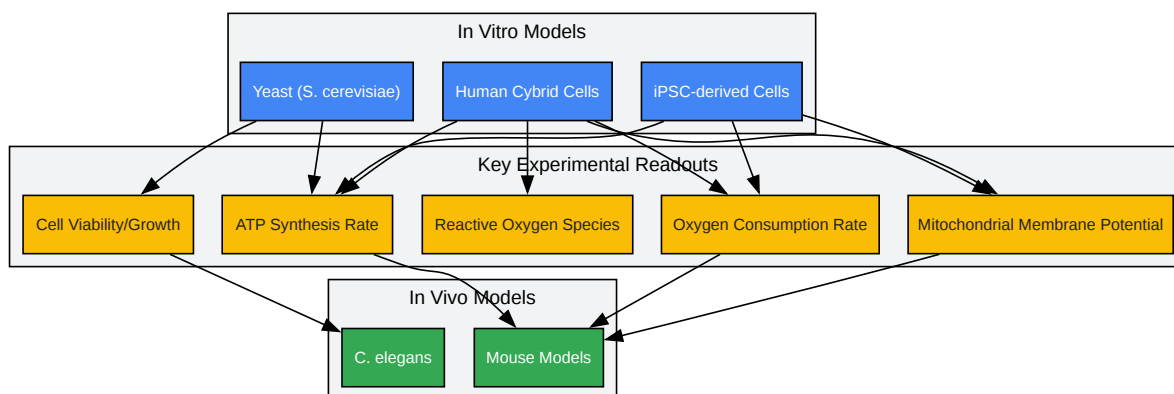 In Vitro Models
Yeast (S. cerevisiae)
Human Cybrid Cells
iPSC-derived Cells
Key Experimental Readouts
Cell Viability/Growth
ATP Synthesis Rate
Reactive Oxygen Species
Oxygen Consumption Rate
Mitochondrial Membrane Potential
In Vivo Models
C. elegans
Mouse Models